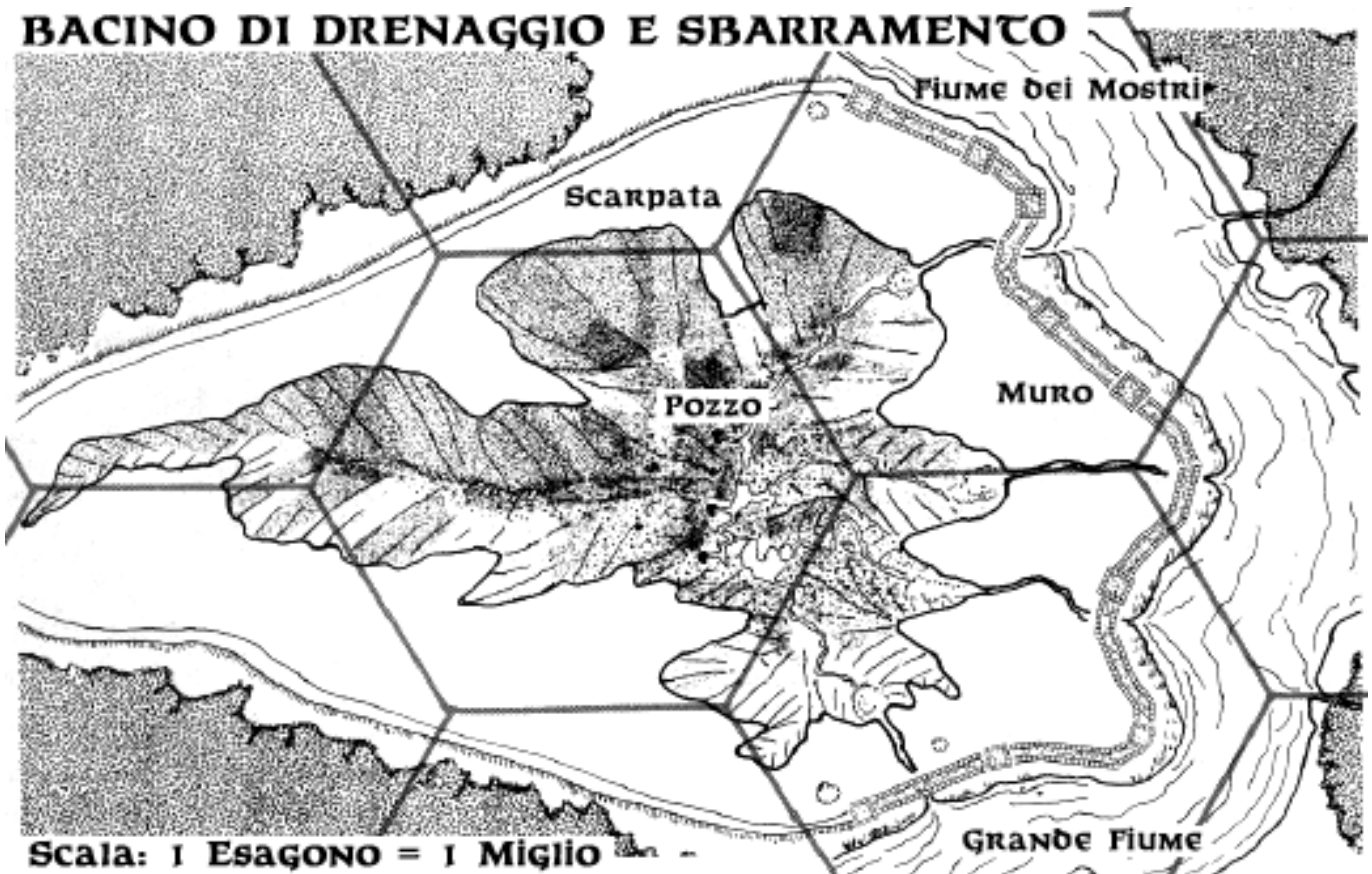 BACINO DI DRENAGGIO E SBARRAMENTO
Fiume dei Mostri
Scarpata
Pozzo
Muro
Grande Fiume
Scala: 1 Esagono = 1 Miglio